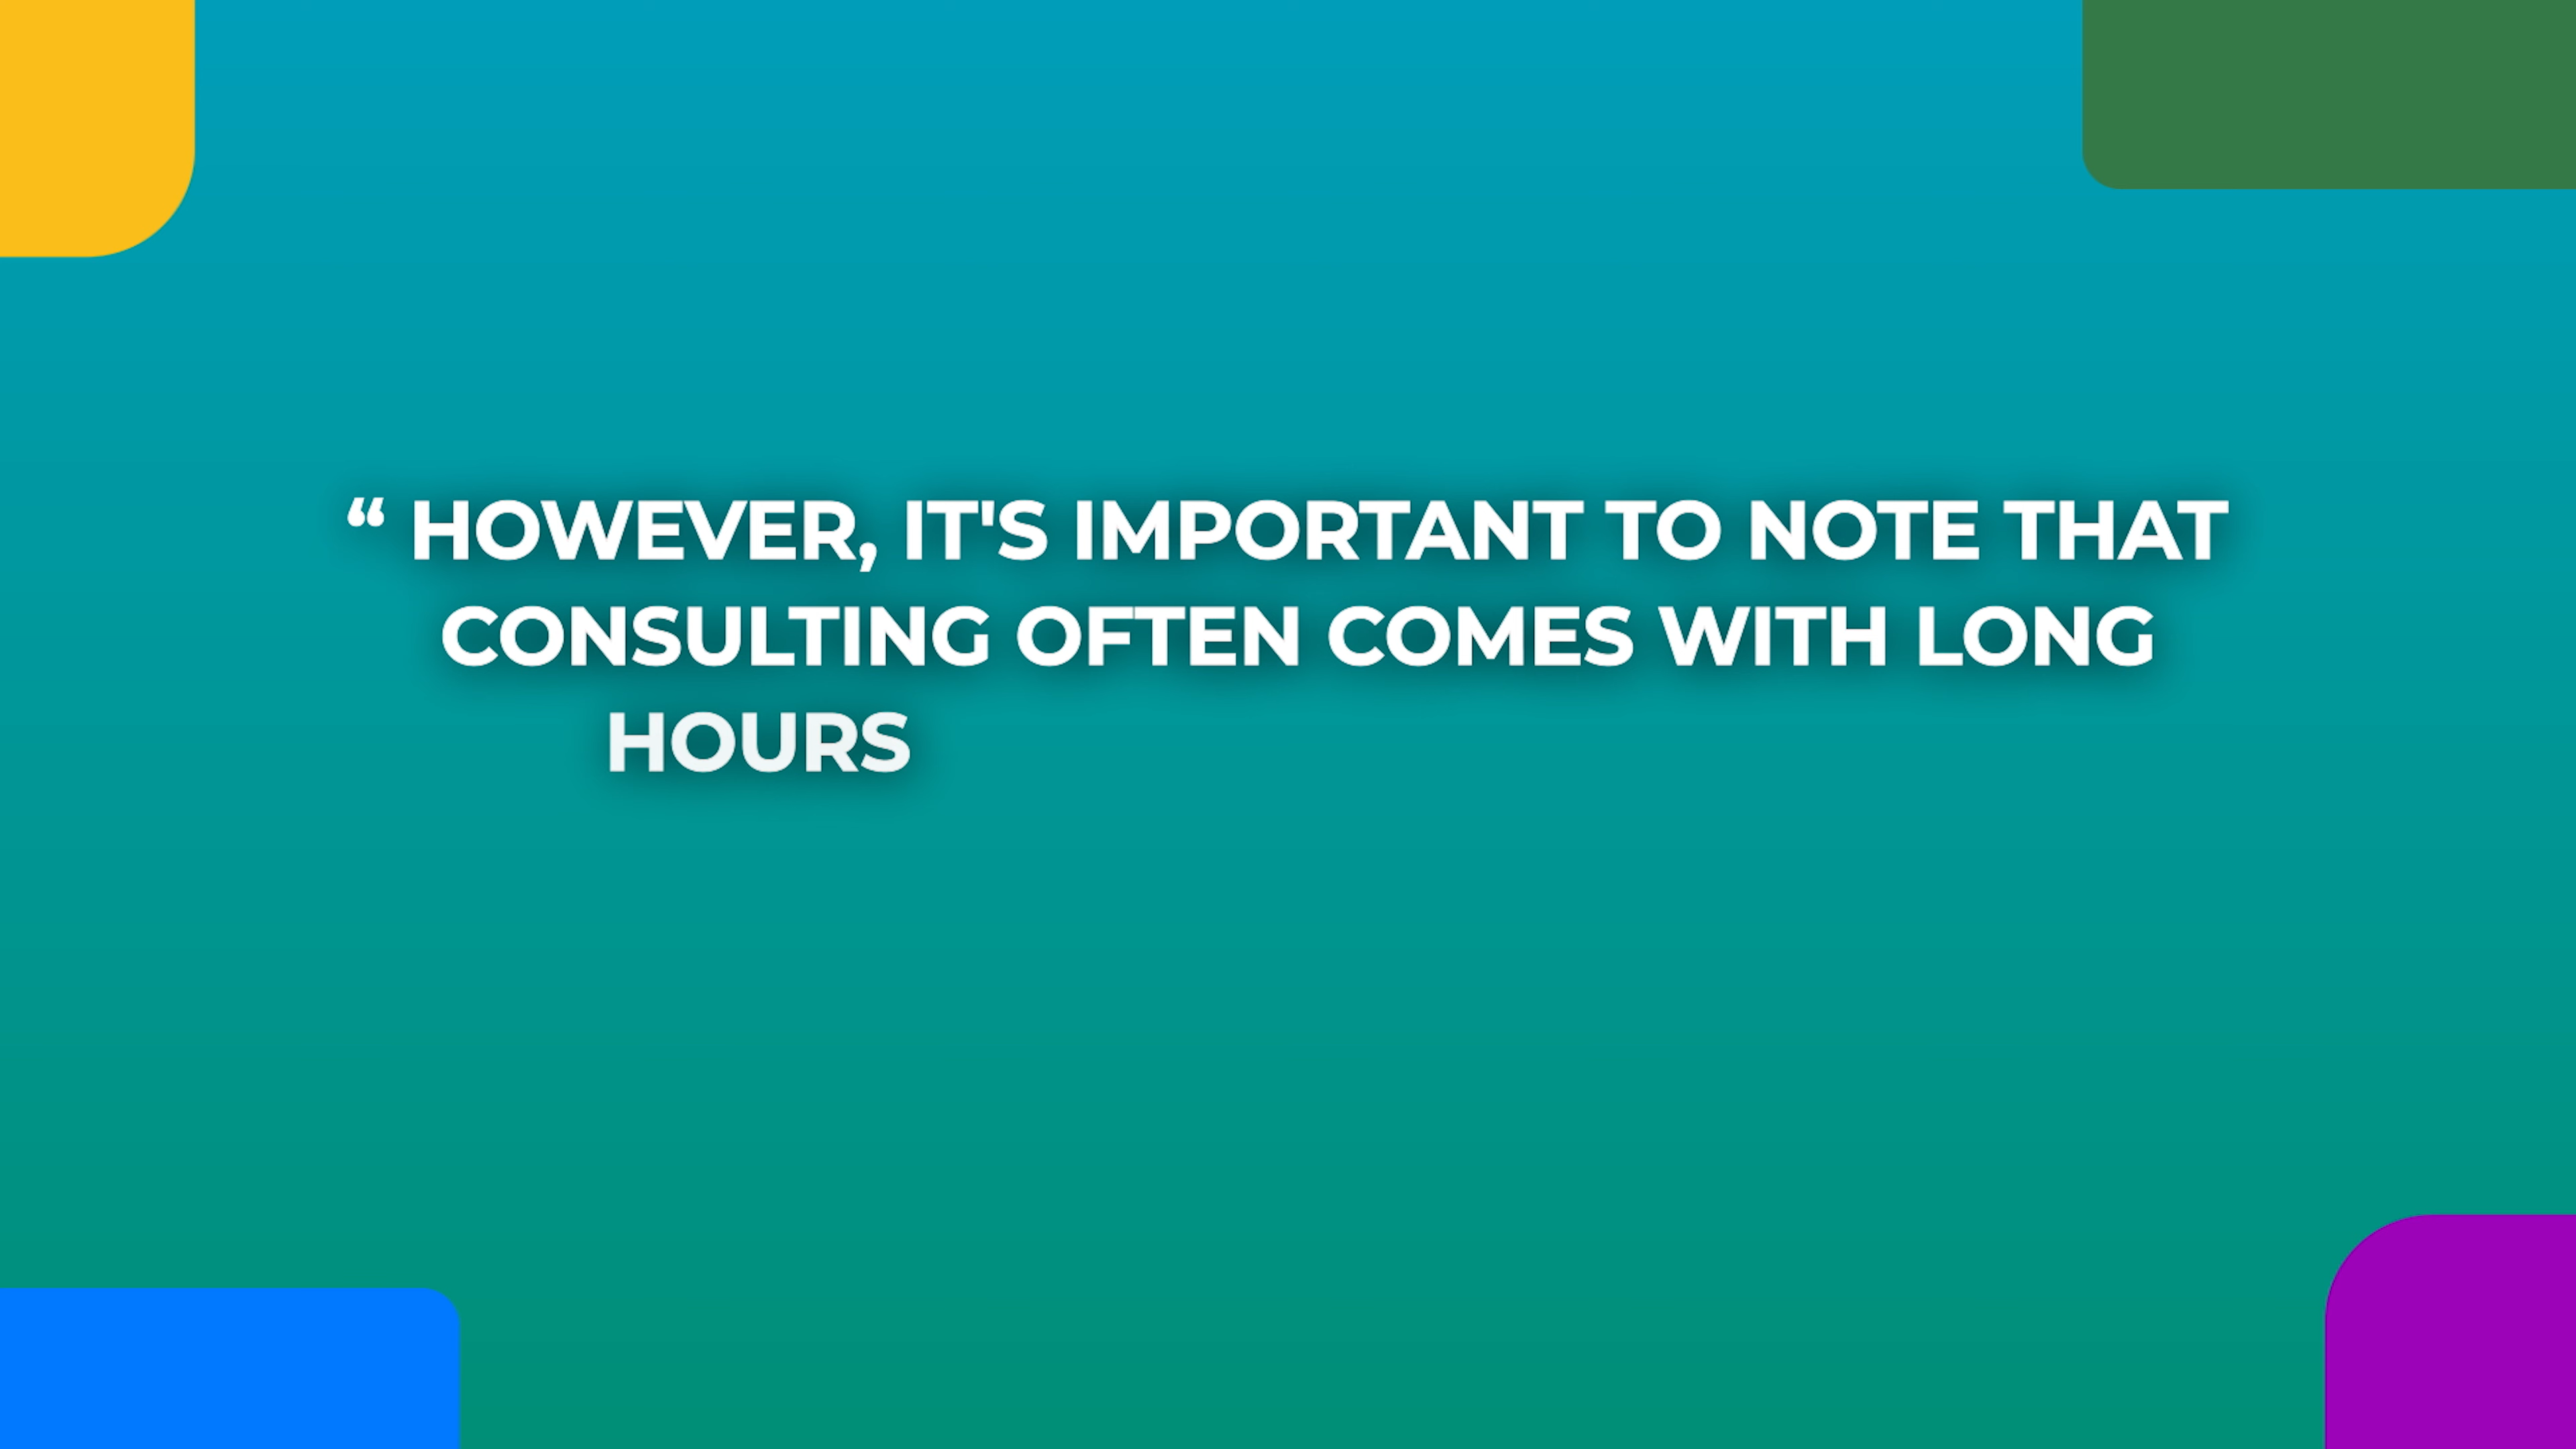 “ HOWEVER, IT'S IMPORTANT TO NOTE THAT
CONSULTING OFTEN COMES WITH LONG
HOURS